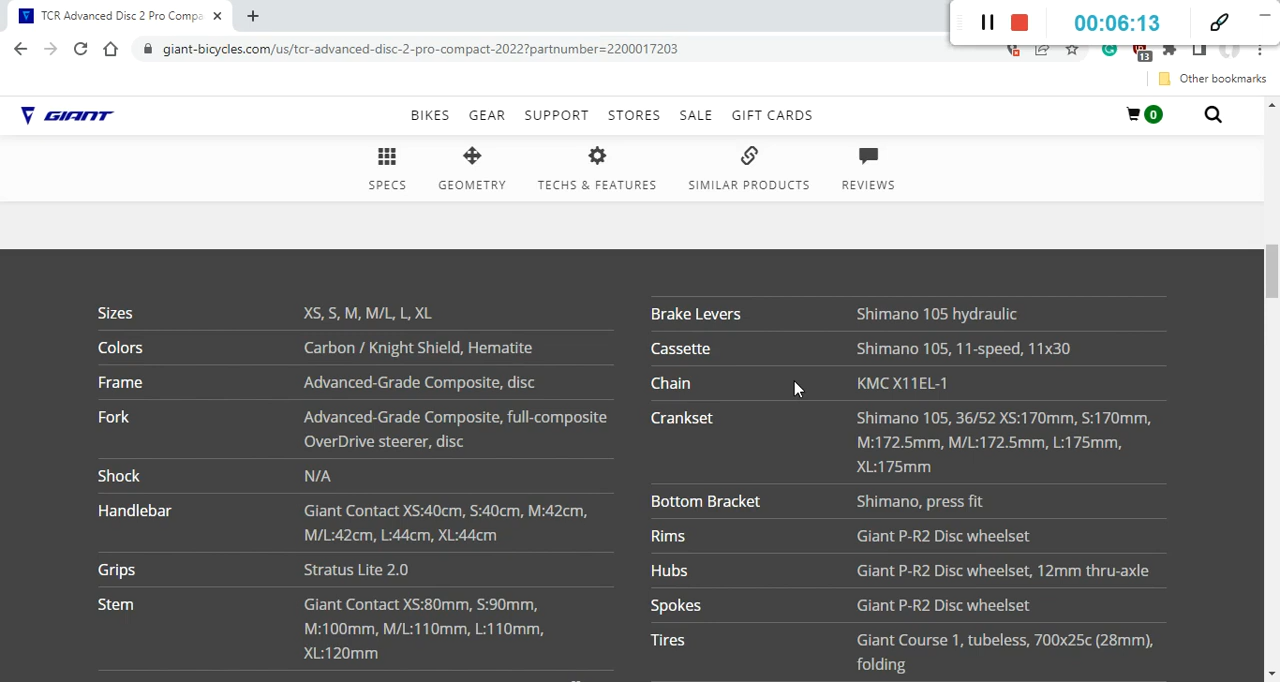 TCR Advanced Disc 2 Pro Compa
00:06:13
giant-bicycles.com/us/tcr-advanced-disc-2-pro-compact-2022?partnumber=2200017203
13
Other bookmarks
GIANT
BIKES GEAR SUPPORT STORES SALE GIFT CARDS
0
SPECS GEOMETRY TECHS & FEATURES SIMILAR PRODUCTS REVIEWS
Sizes XS, S, M, M/L, L, XL
Colors Carbon / Knight Shield, Hematite
Frame Advanced-Grade Composite, disc
Fork Advanced-Grade Composite, full-composite
OverDrive steerer, disc
Shock N/A
Handlebar Giant Contact XS:40cm, S:40cm, M:42cm,
M/L:42cm, L:44cm, XL:44cm
Grips Stratus Lite 2.0
Stem Giant Contact XS:80mm, S:90mm,
M:100mm, M/L:110mm, L:110mm,
XL:120mm
Brake Levers Shimano 105 hydraulic
Cassette Shimano 105, 11-speed, 11x30
Chain KMC X11EL-1
Crankset Shimano 105, 36/52 XS:170mm, S:170mm,
M:172.5mm, M/L:172.5mm, L:175mm,
XL:175mm
Bottom Bracket Shimano, press fit
Rims Giant P-R2 Disc wheelset
Hubs Giant P-R2 Disc wheelset, 12mm thru-axle
Spokes Giant P-R2 Disc wheelset
Tires Giant Course 1, tubeless, 700x25c (28mm),
folding